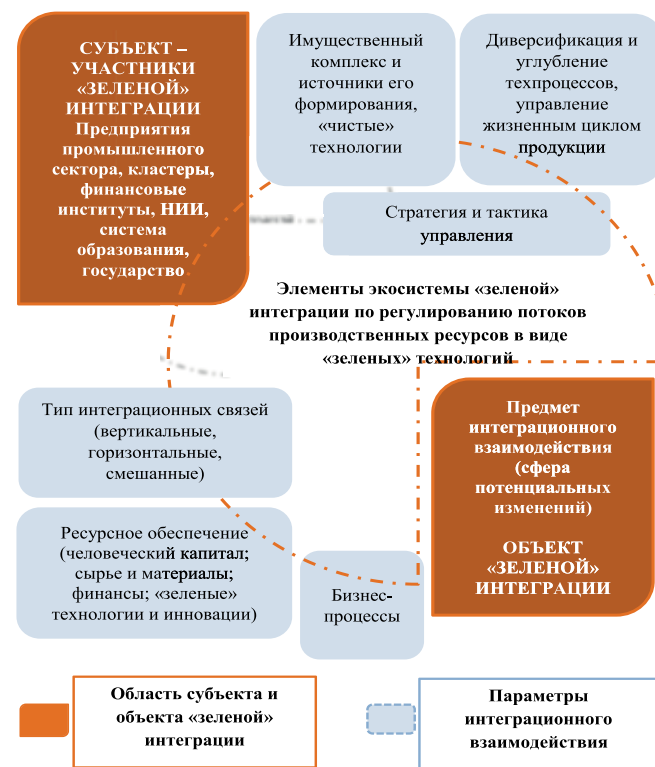 СУБЪЕКТ –
УЧАСТНИКИ
«ЗЕЛЕНОЙ»
ИНТЕГРАЦИИ
Предприятия
промышленного
сектора, кластеры,
финансовые
институты, НИИ,
система
образования,
государство
Имущественный
комплекс и
источники его
формирования,
«чистые»
технологии
Диверсификация и
углубление
техпроцессов,
управление
жизненным циклом
продукции
Стратегия и тактика
управления
Элементы экосистемы «зеленой»
интеграции по регулированию потоков
производственных ресурсов в виде
«зеленых» технологий
Тип интеграционных связей
(вертикальные,
горизонтальные,
смешанные)
Предмет
интеграционного
взаимодействия
(сфера
потенциальных
изменений)
ОБЪЕКТ
«ЗЕЛЕНОЙ»
ИНТЕГРАЦИИ
Ресурсное обеспечение
(человеческий капитал;
сырье и материалы;
финансы; «зеленые»
технологии и инновации)
Бизнес-
процессы
Область субъекта и
объекта «зеленой»
интеграции
Параметры
интеграционного
взаимодействия